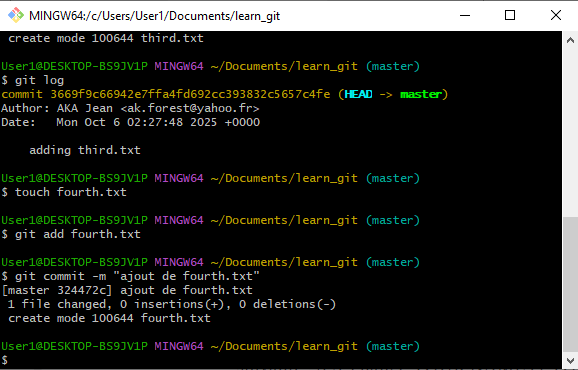 MINGW64:/c/Users/User1/Documents/learn_git
create mode 100644 third.txt
User1@DESKTOP-BS9JV1P MINGW64 ~/Documents/learn_git (master)
$ git log
commit 3669f9c66942e7ffa4fd692cc393832c5657c4fe (HEAD -> master)
Author: AKA Jean <ak.forest@yahoo.fr>
Date:   Mon Oct 6 02:27:48 2025 +0000
    adding third.txt
User1@DESKTOP-BS9JV1P MINGW64 ~/Documents/learn_git (master)
$ touch fourth.txt
User1@DESKTOP-BS9JV1P MINGW64 ~/Documents/learn_git (master)
$ git add fourth.txt
User1@DESKTOP-BS9JV1P MINGW64 ~/Documents/learn_git (master)
$ git commit -m "ajout de fourth.txt"
[master 324472c] ajout de fourth.txt
 1 file changed, 0 insertions(+), 0 deletions(-)
 create mode 100644 fourth.txt
User1@DESKTOP-BS9JV1P MINGW64 ~/Documents/learn_git (master)
$